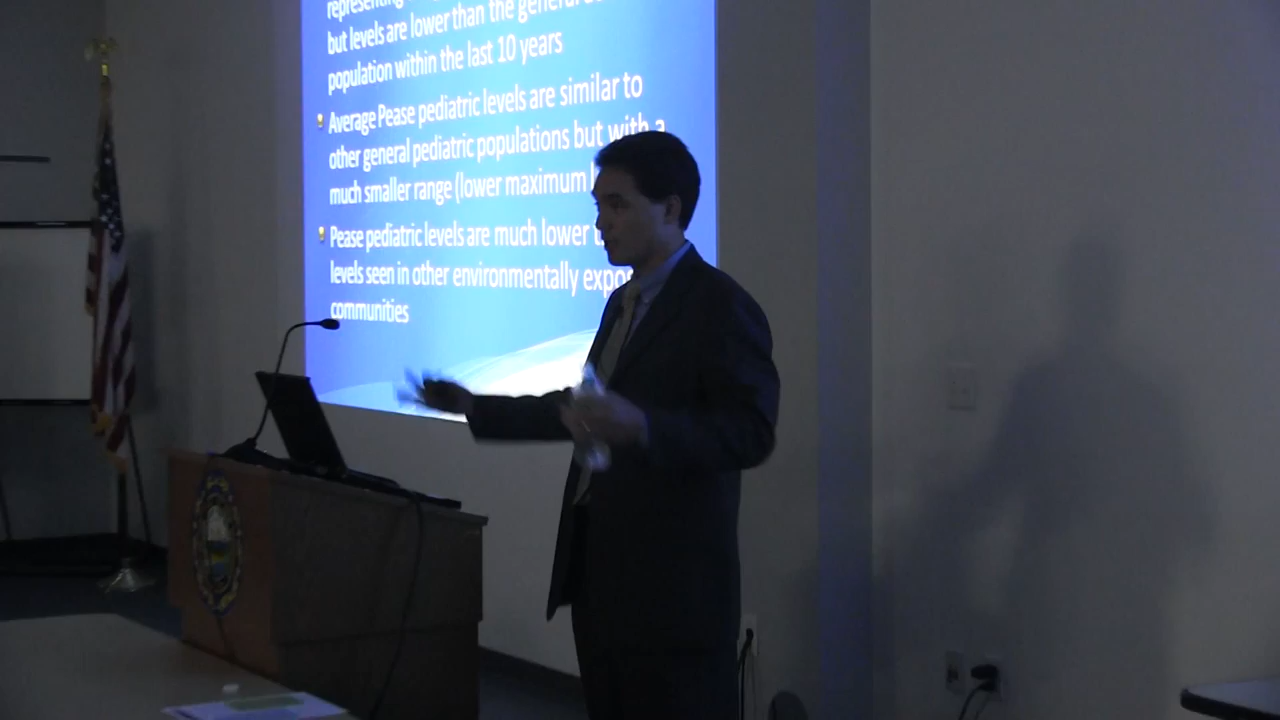 representing
but levels are lower than the general
population within the last 10 years
Average Pease pediatric levels are similar to
other general pediatric populations but with a
much smaller range (lower maximum
Pease pediatric levels are much lower
levels seen in other environmentally
communities